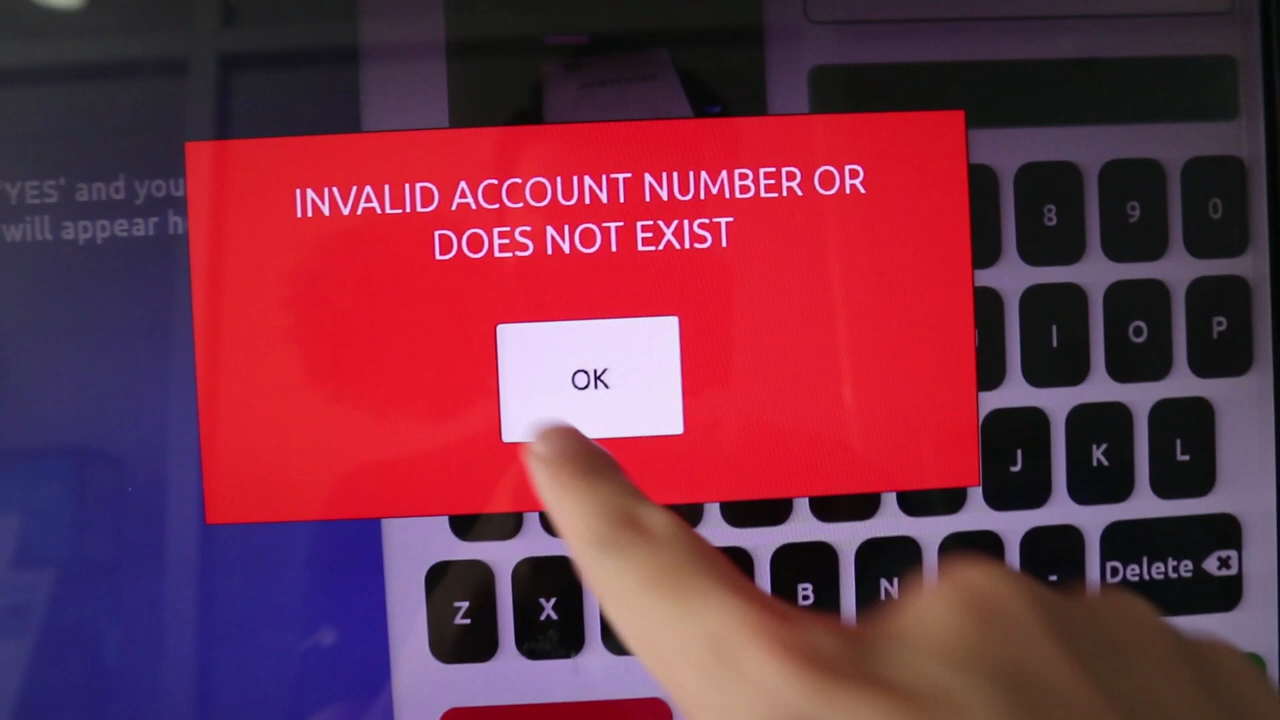 'YES' and you
will appear h
INVALID ACCOUNT NUMBER OR
DOES NOT EXIST
OK
8 9 0
I O P
J K L
Z X B N - Delete